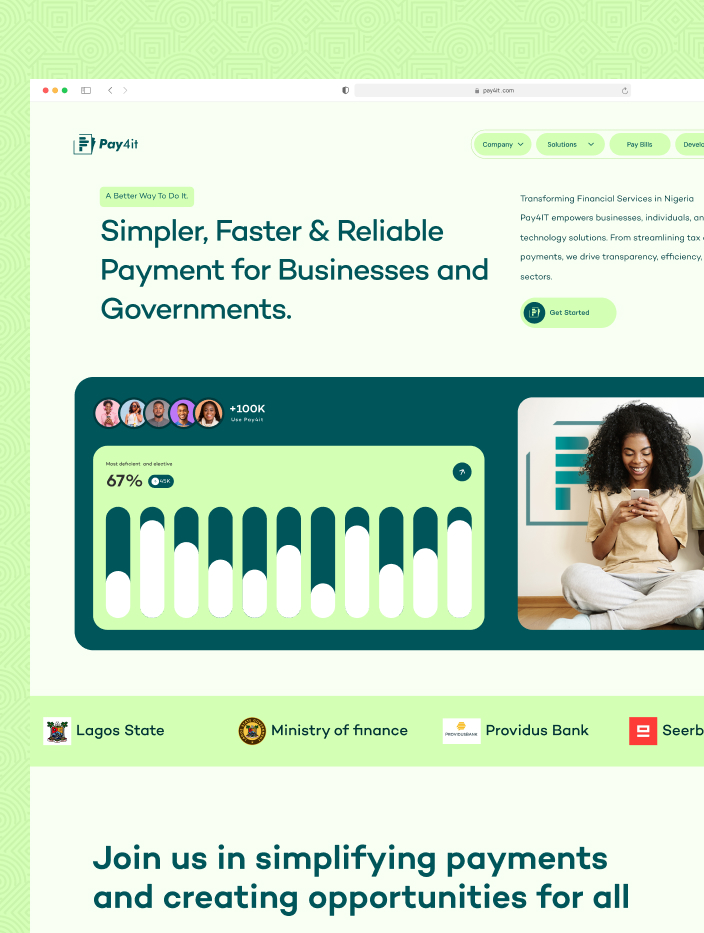 pay4it.com
Pay4it
Company
Solutions
Pay Bills
Develo
A Better Way To Do It.
Simpler, Faster & Reliable
Payment for Businesses and
Governments.
Transforming Financial Services in Nigeria
Pay4IT empowers businesses, individuals, an
technology solutions. From streamlining tax
payments, we drive transparency, efficiency,
sectors.
Get Started
+100K
Use Pay4it
Most deficient and elective
67%
45K
Lagos State
Ministry of finance
PROVIDUSBANK
Providus Bank
Seerb
Join us in simplifying payments
and creating opportunities for all